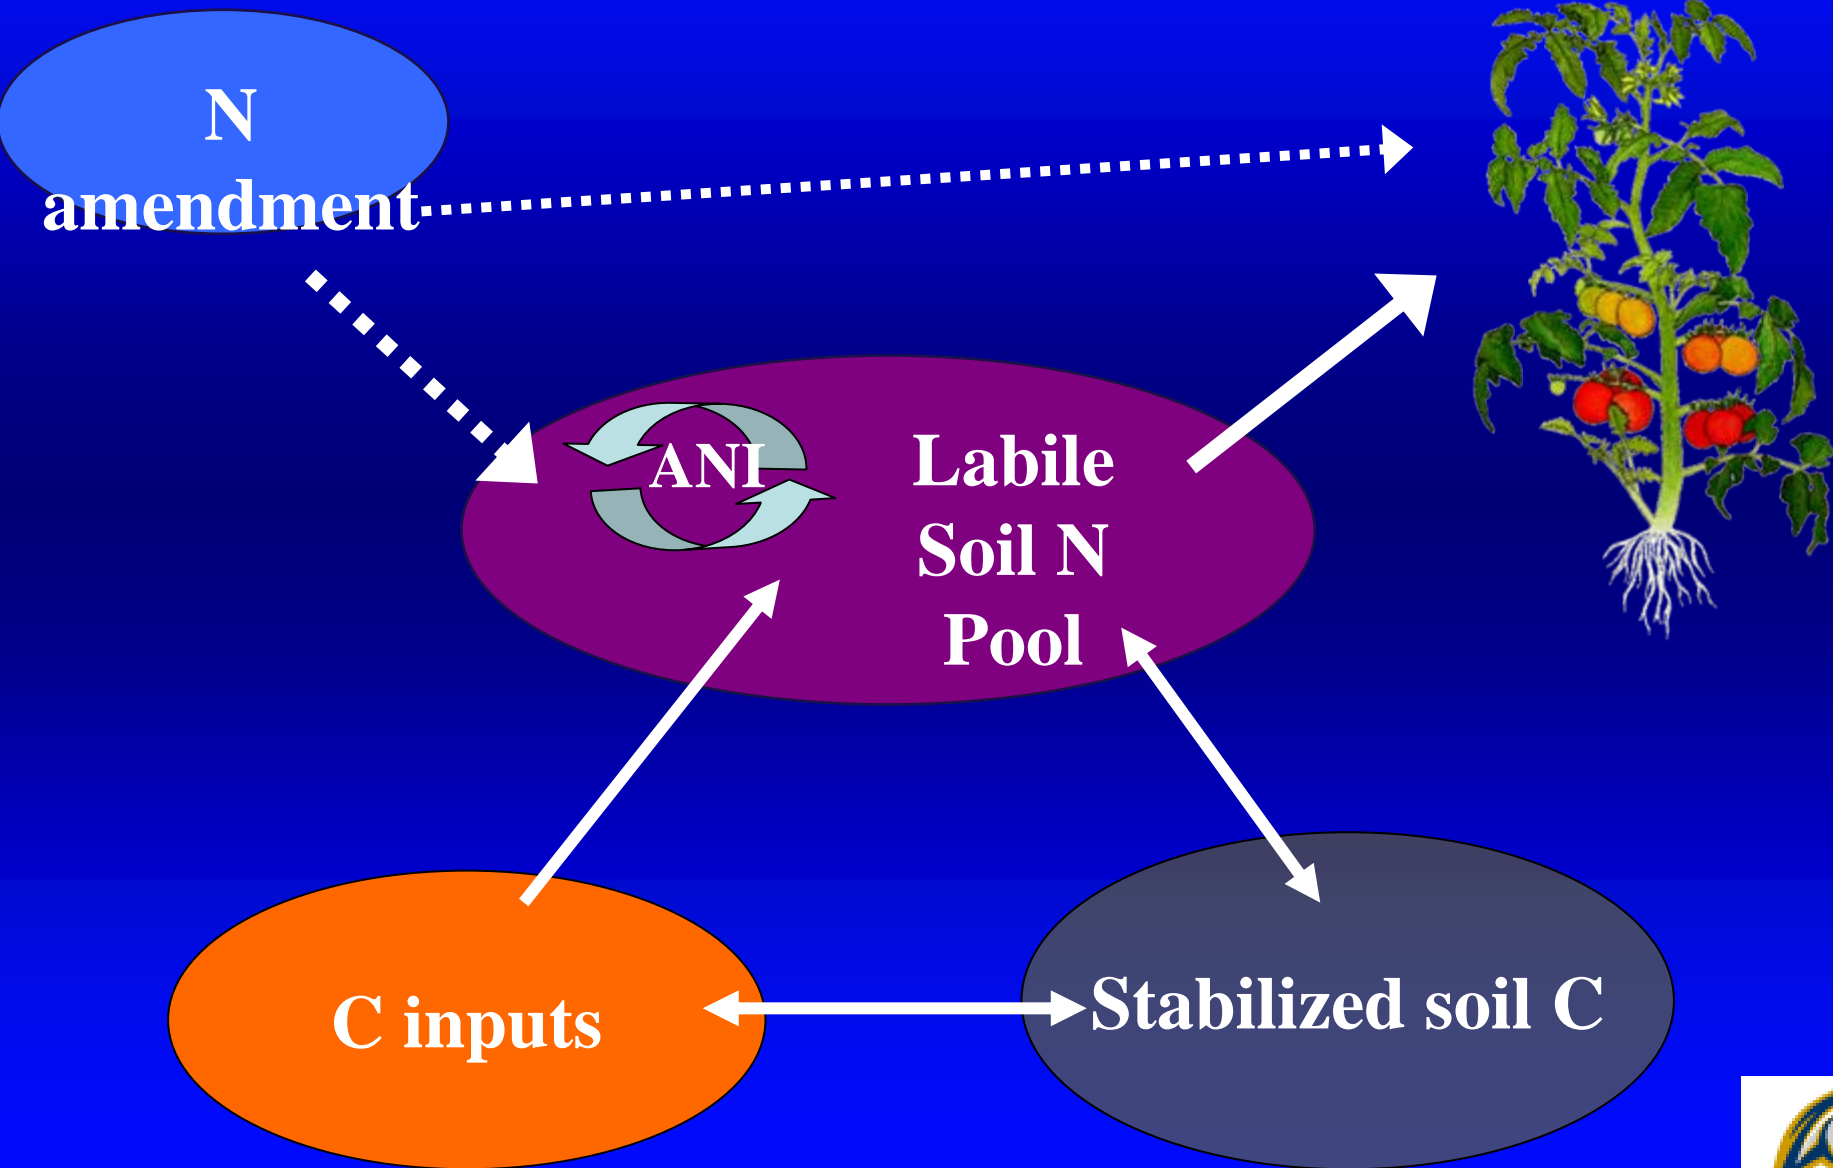 N
amendment
ANI
Labile
Soil N
Pool
C inputs
Stabilized soil C